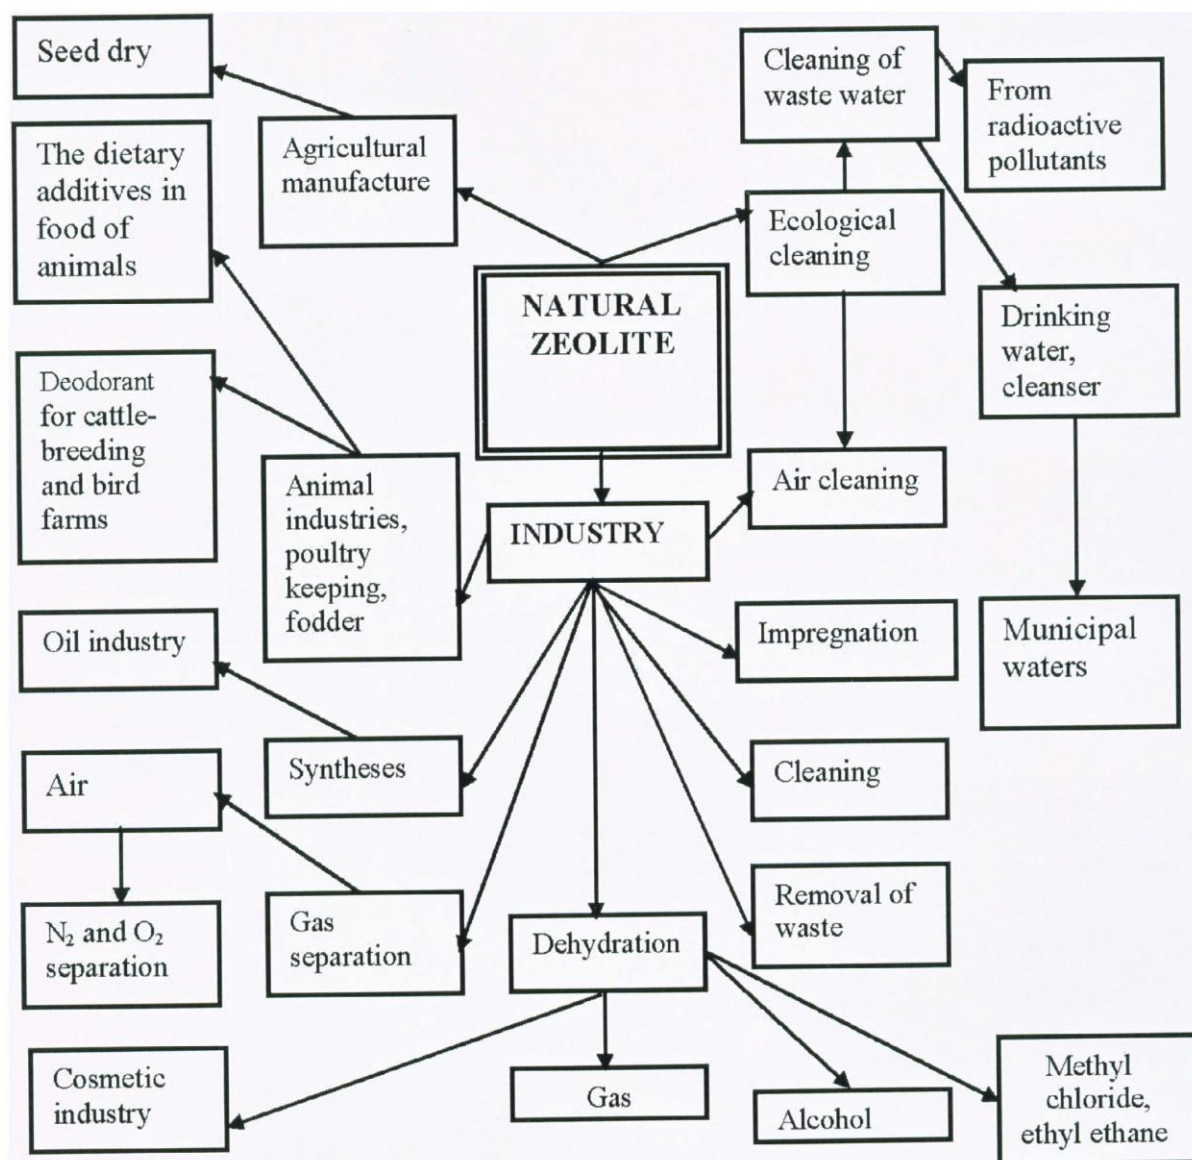 Seed dry
Cleaning of
waste water
From
radioactive
pollutants
Agricultural
manufacture
The dietary
additives in
food of
animals
Ecological
cleaning
NATURAL
ZEOLITE
Drinking
water,
cleanser
Deodorant
for cattle-
breeding
and bird
farms
Animal
industries,
poultry
keeping,
fodder
Air cleaning
INDUSTRY
Oil industry
Impregnation
Municipal
waters
Syntheses
Cleaning
Air
Removal of
waste
Gas
separation
Dehydration
N₂ and O₂
separation
Cosmetic
industry
Gas
Alcohol
Methyl
chloride,
ethyl ethane